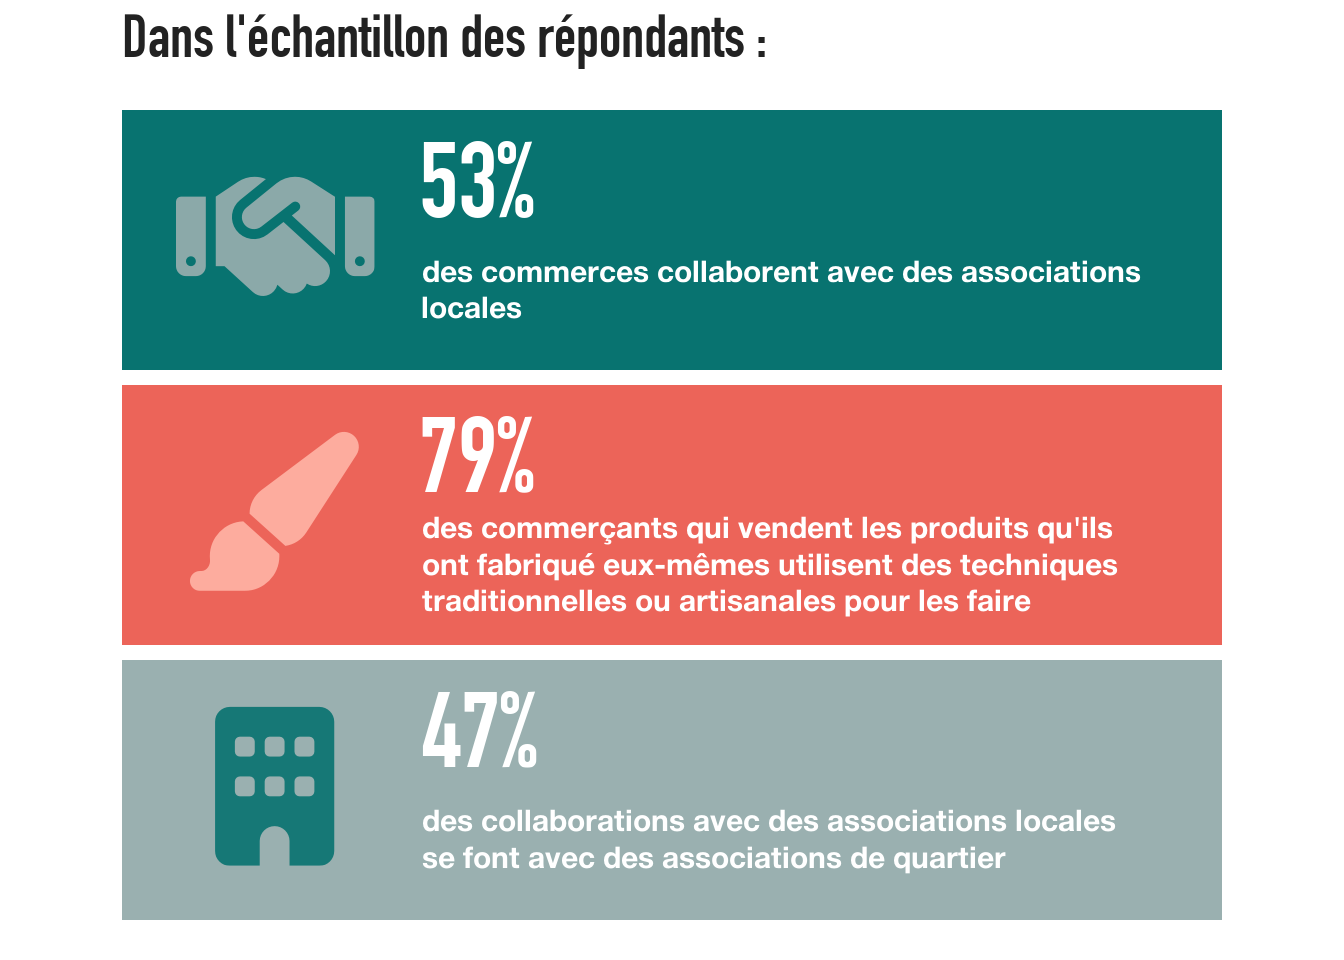 Dans l'échantillon des répondants :
53%
des commerces collaborent avec des associations
locales
79%
des commerçants qui vendent les produits qu'ils
ont fabriqué eux-mêmes utilisent des techniques
traditionnelles ou artisanales pour les faire
47%
des collaborations avec des associations locales
se font avec des associations de quartier